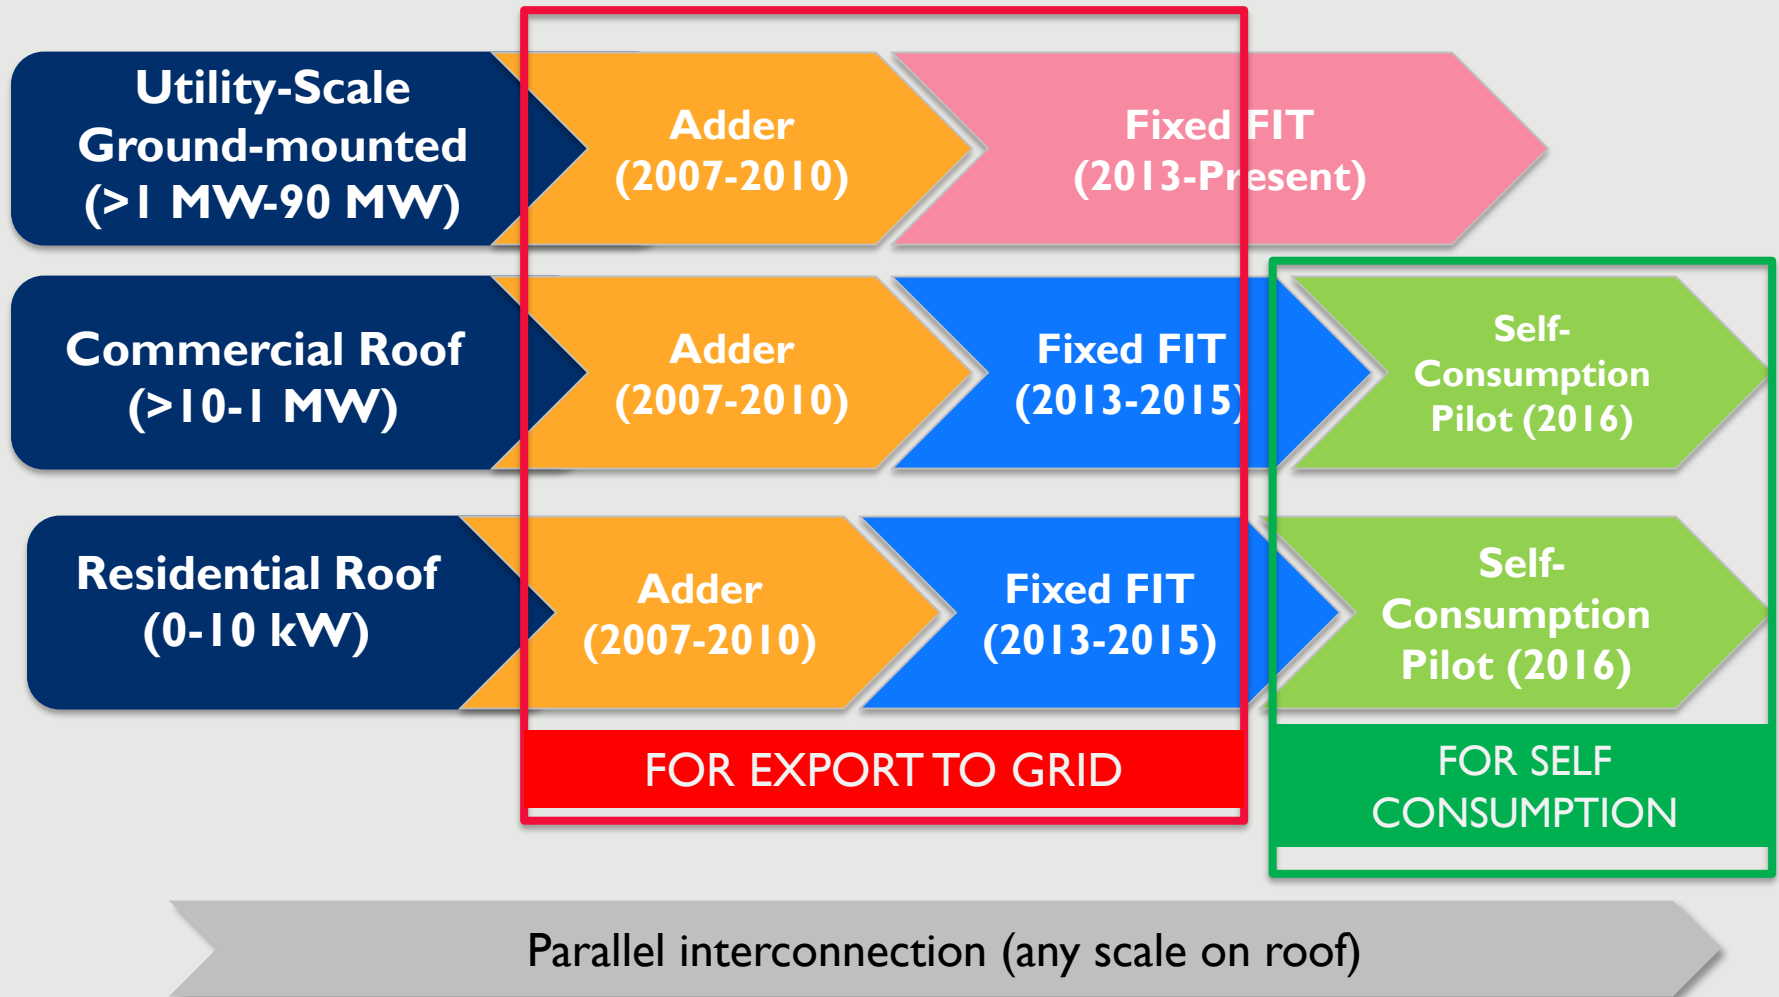 Utility-Scale
Ground-mounted
(>1 MW-90 MW)
Adder
(2007-2010)
Fixed FIT
(2013-Present)
Commercial Roof
(>10-1 MW)
Adder
(2007-2010)
Fixed FIT
(2013-2015)
Self-
Consumption
Pilot (2016)
Residential Roof
(0-10 kW)
Adder
(2007-2010)
Fixed FIT
(2013-2015)
Self-
Consumption
Pilot (2016)
FOR EXPORT TO GRID
FOR SELF
CONSUMPTION
Parallel interconnection (any scale on roof)